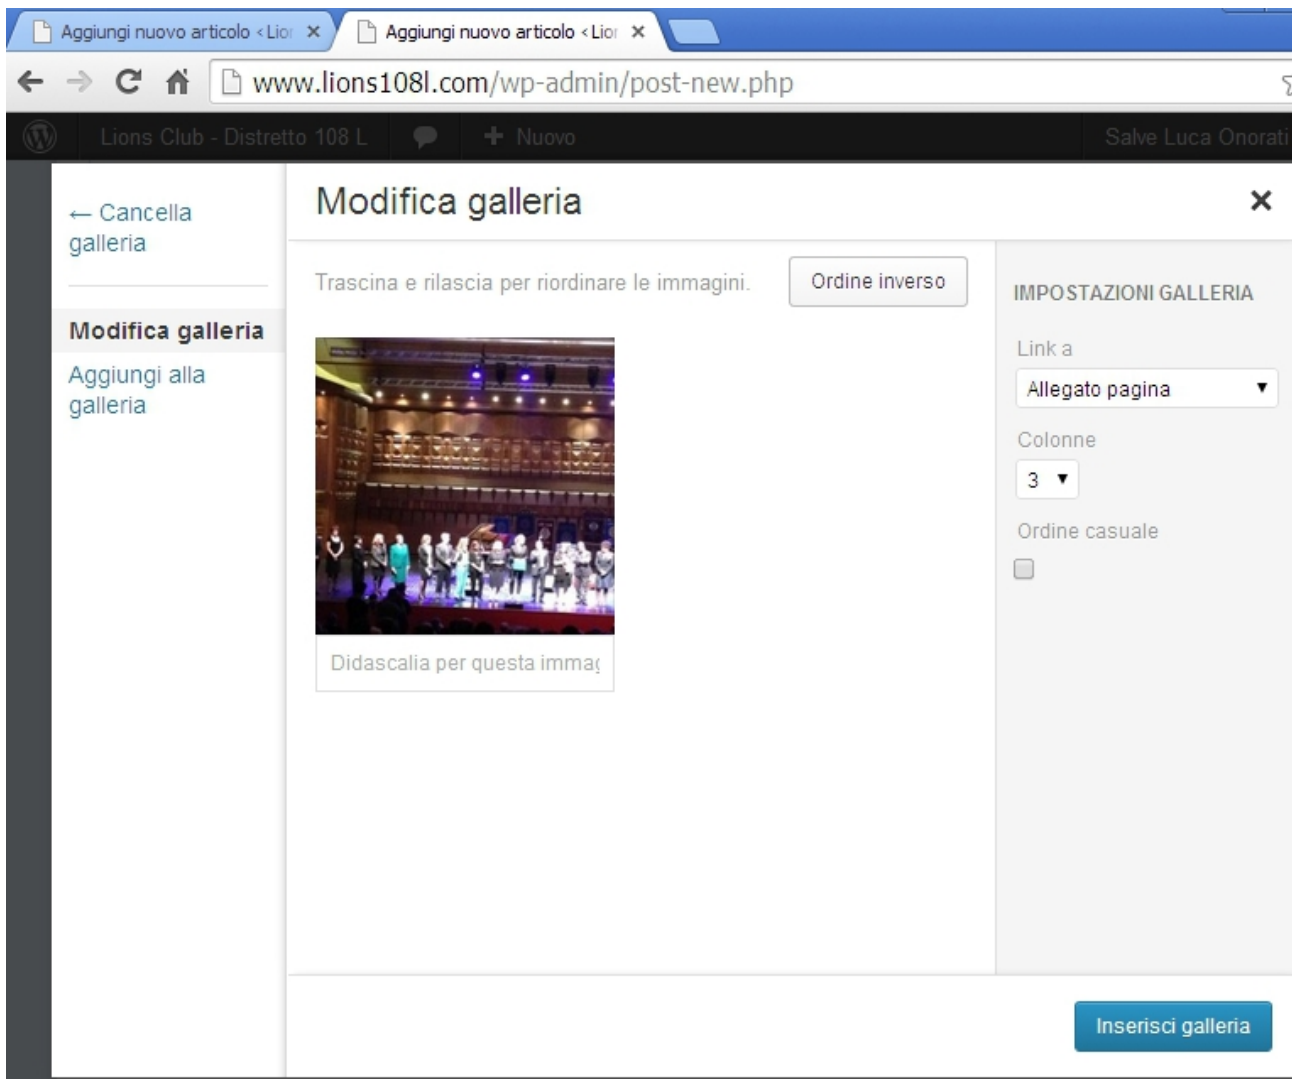 Aggiungi nuovo articolo < Lior
Aggiungi nuovo articolo < Lior
www.lions108l.com/wp-admin/post-new.php
Lions Club - Distretto 108 L
Nuovo
Salve Luca Onorati
← Cancella
galleria
Modifica galleria
Aggiungi alla
galleria
Modifica galleria
Trascina e rilascia per riordinare le immagini.
Ordine inverso
Didascalia per questa immag
IMPOSTAZIONI GALLERIA
Link a
Allegato pagina
Colonne
3
Ordine casuale
Inserisci galleria